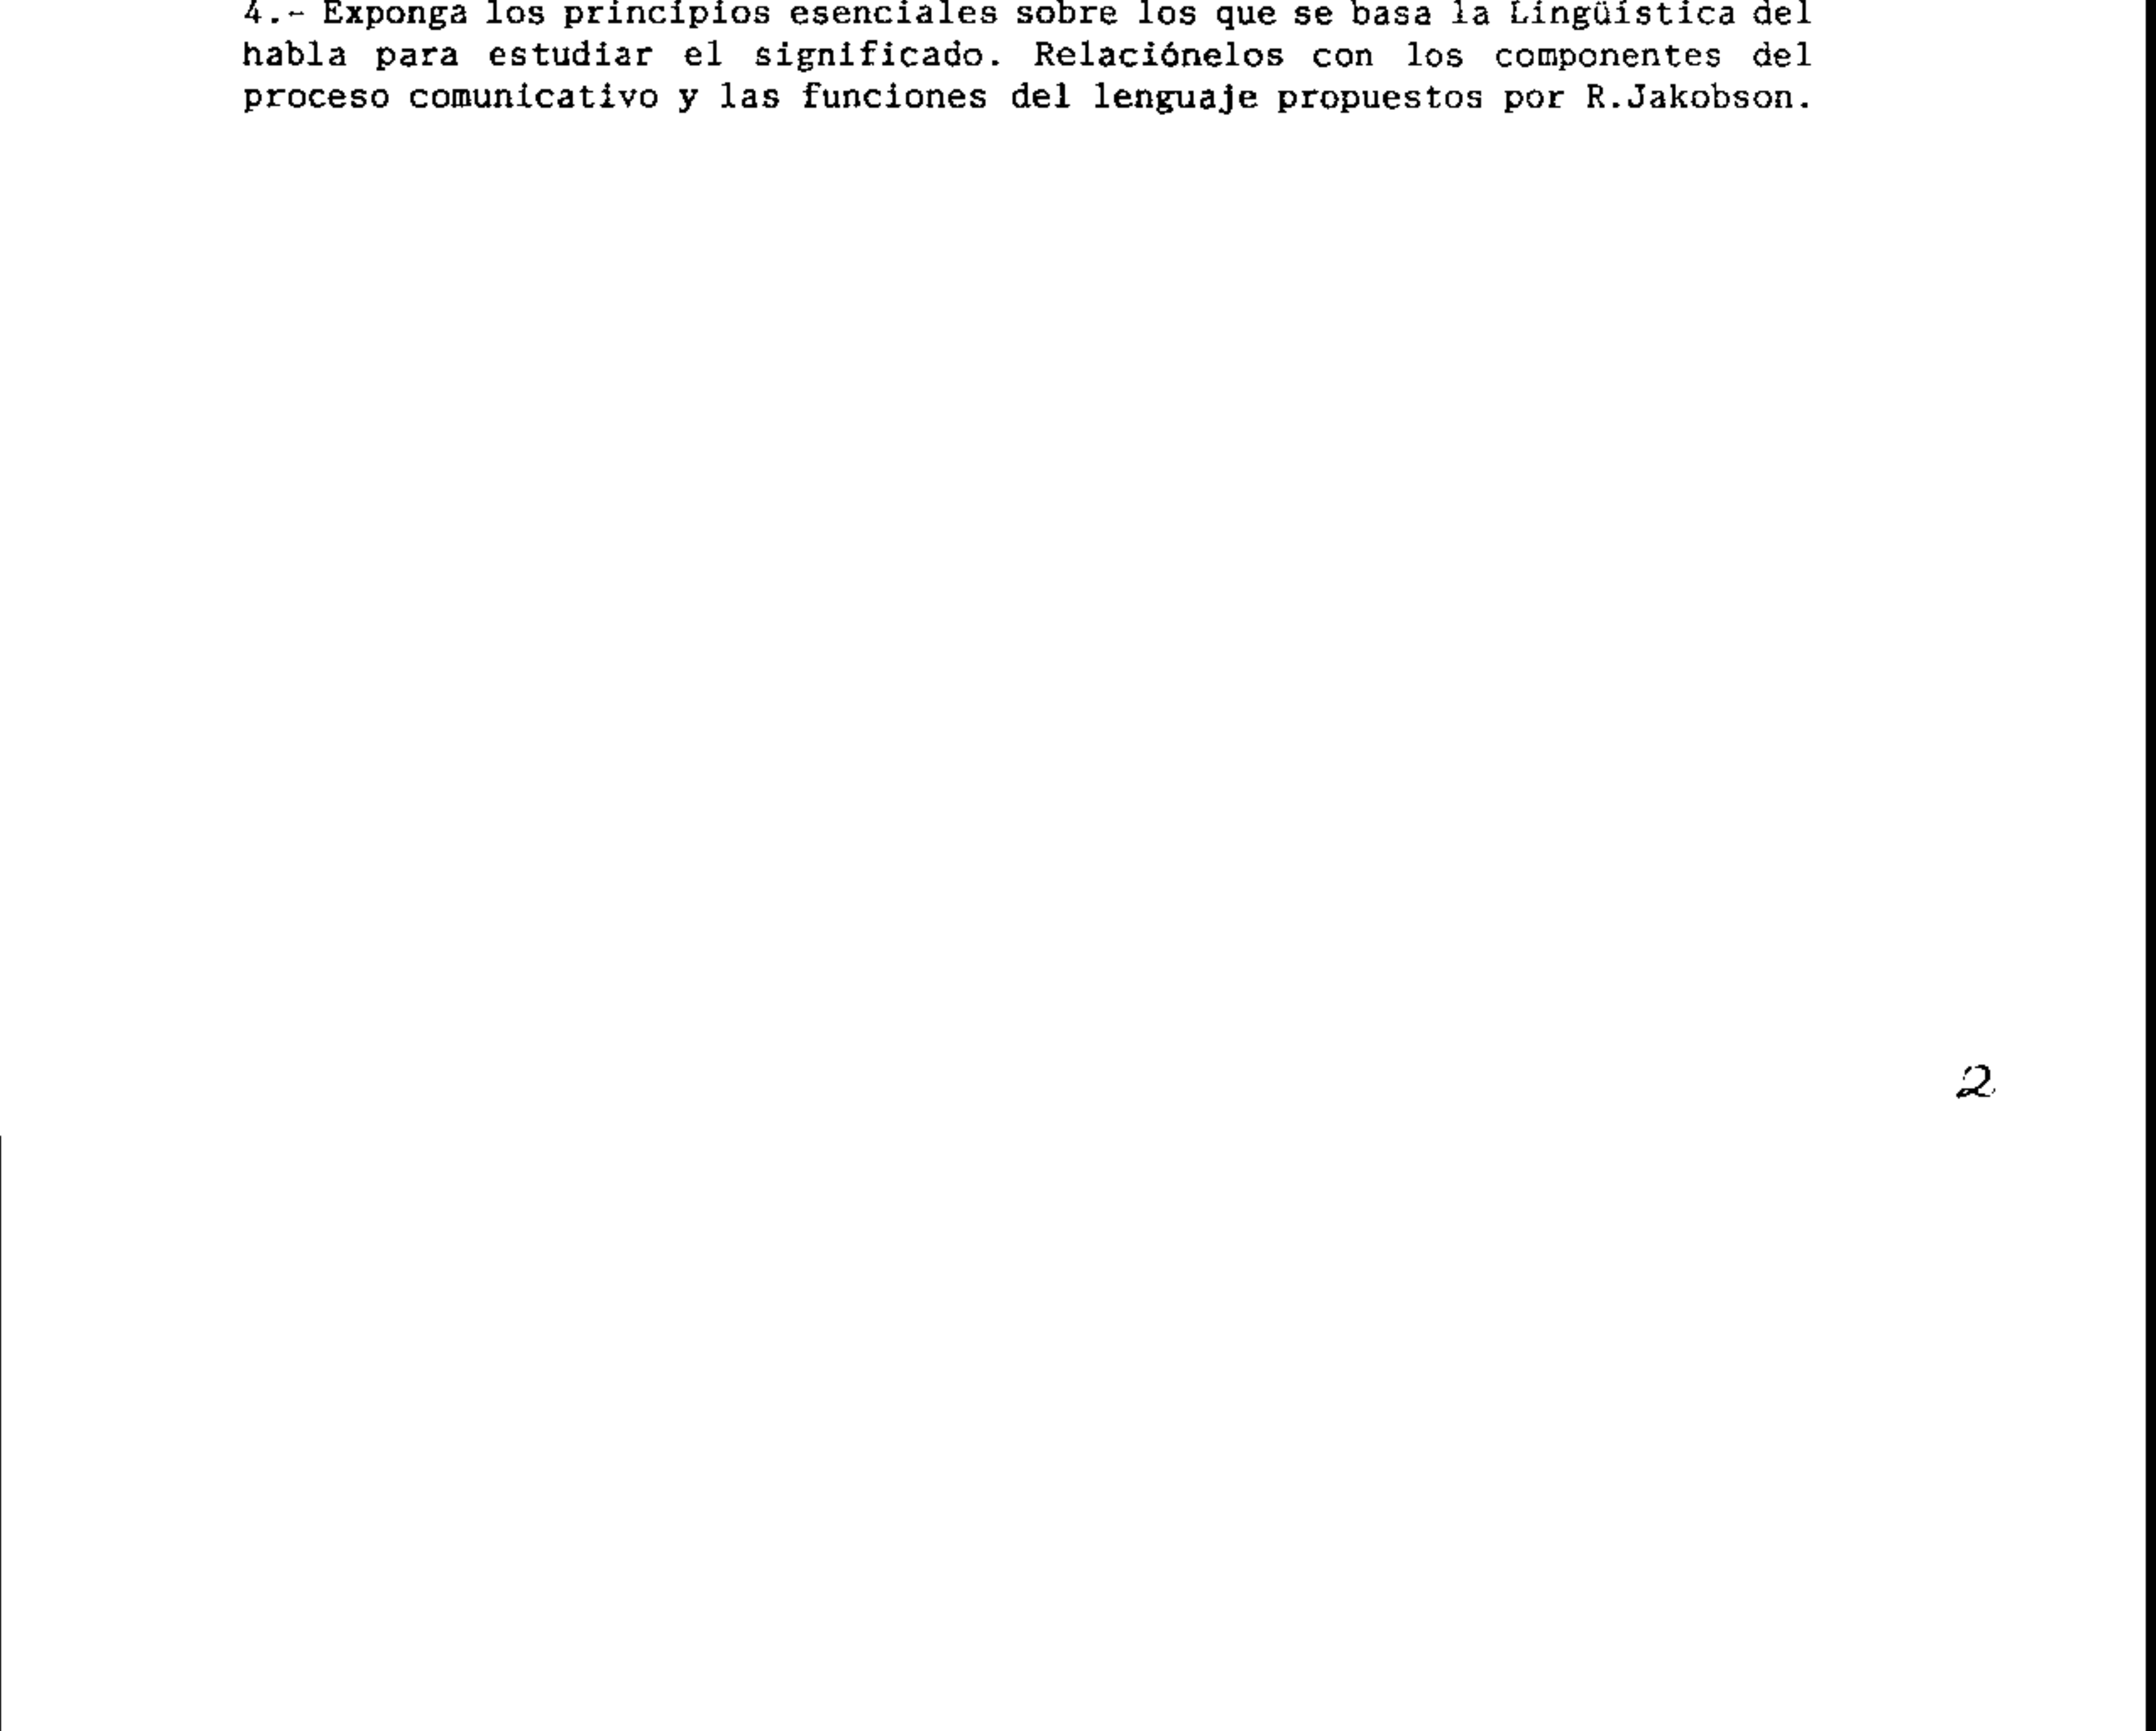 4.- Exponga los principios esenciales sobre los que se basa la Lingüística del
habla para estudiar el significado. Relaciónelos con los componentes del
proceso comunicativo y las funciones del lenguaje propuestos por R.Jakobson.
2